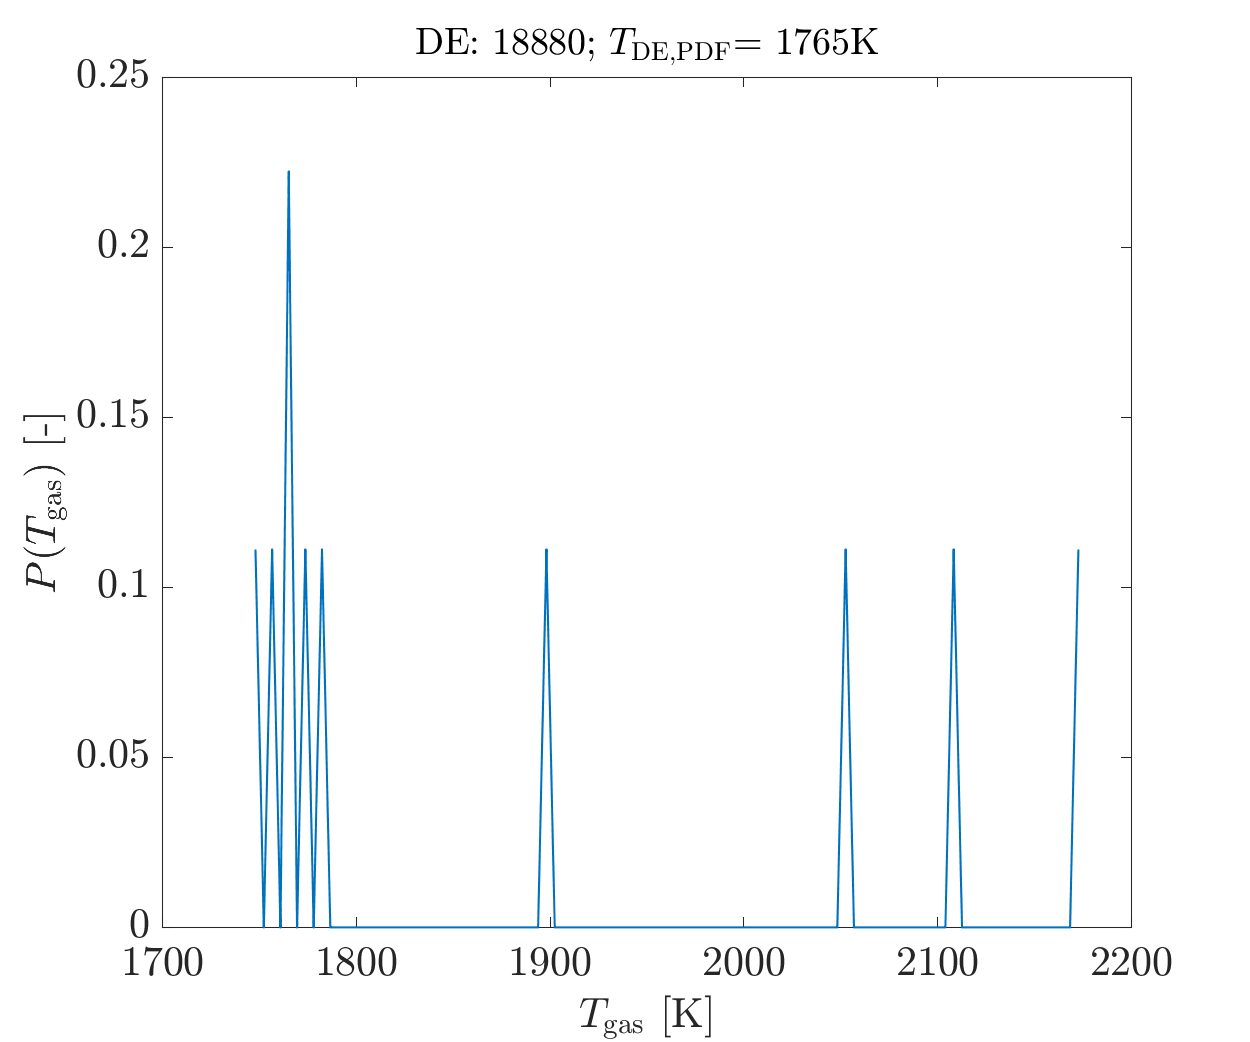 DE: 18880; T_DE,PDF= 1765K
0.25
0.2
0.15
0.1
0.05
0
P(T_gas) [-]
1700 1800 1900 2000 2100 2200
T_gas [K]